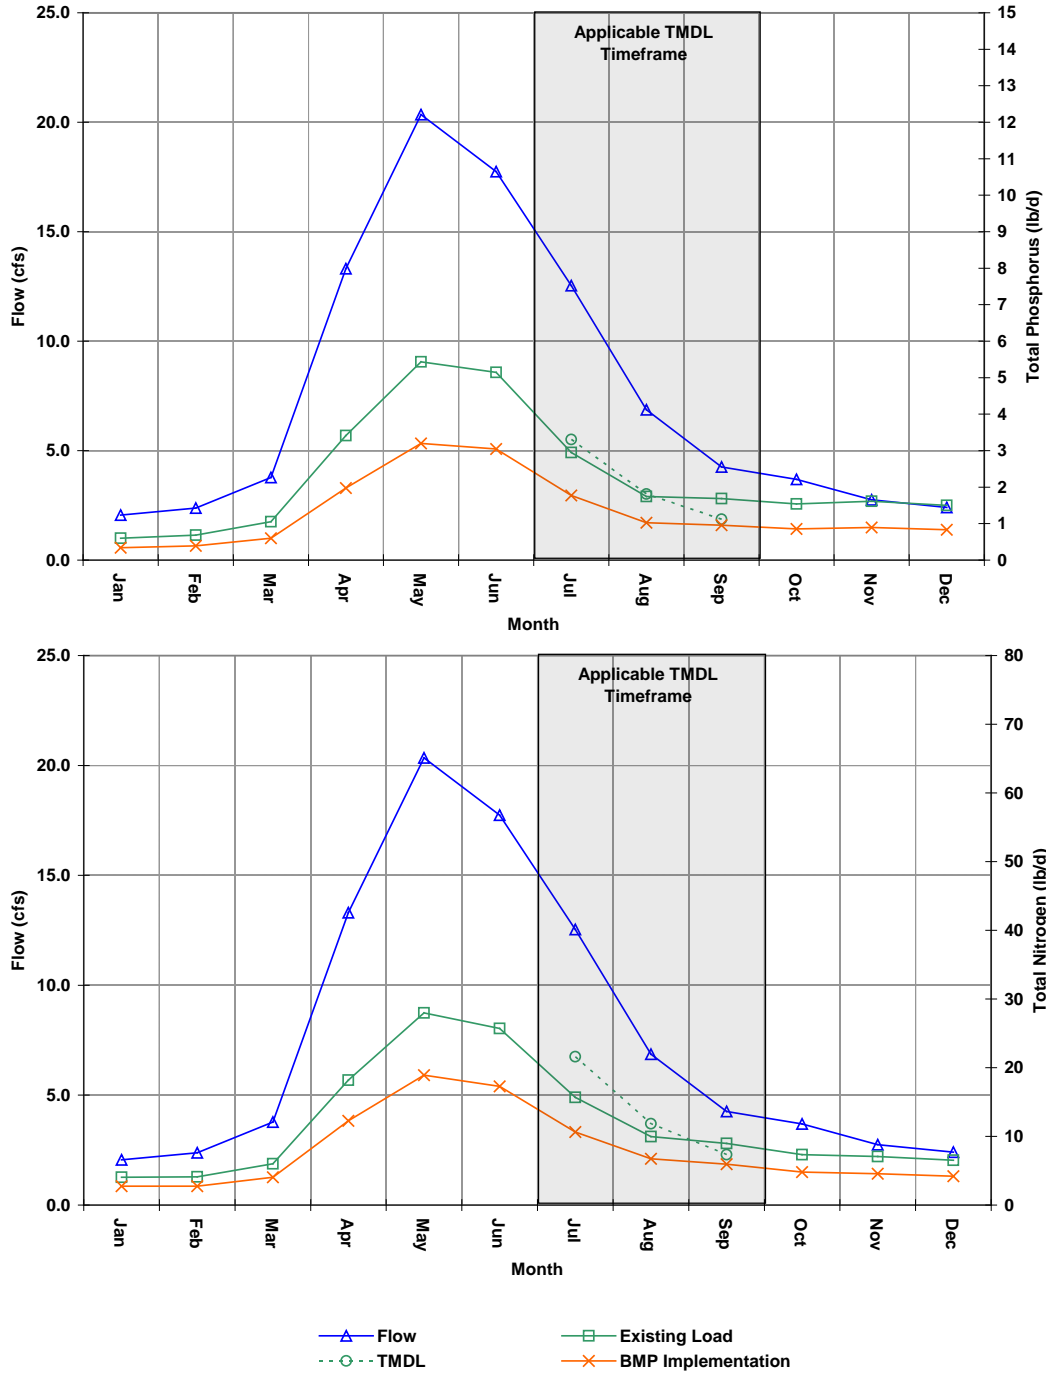 Applicable TMDL
Timeframe
25.0
20.0
15.0
10.0
5.0
0.0
Flow (cfs)
15
14
13
12
11
10
9
8
7
6
5
4
3
2
1
0
Total Phosphorus (lb/d)
Jan
Feb
Mar
Apr
May
Jun
Jul
Aug
Sep
Oct
Nov
Dec
Month
Applicable TMDL
Timeframe
25.0
20.0
15.0
10.0
5.0
0.0
Flow (cfs)
80
70
60
50
40
30
20
10
0
Total Nitrogen (lb/d)
Jan
Feb
Mar
Apr
May
Jun
Jul
Aug
Sep
Oct
Nov
Dec
Month
Flow
Existing Load
TMDL
BMP Implementation